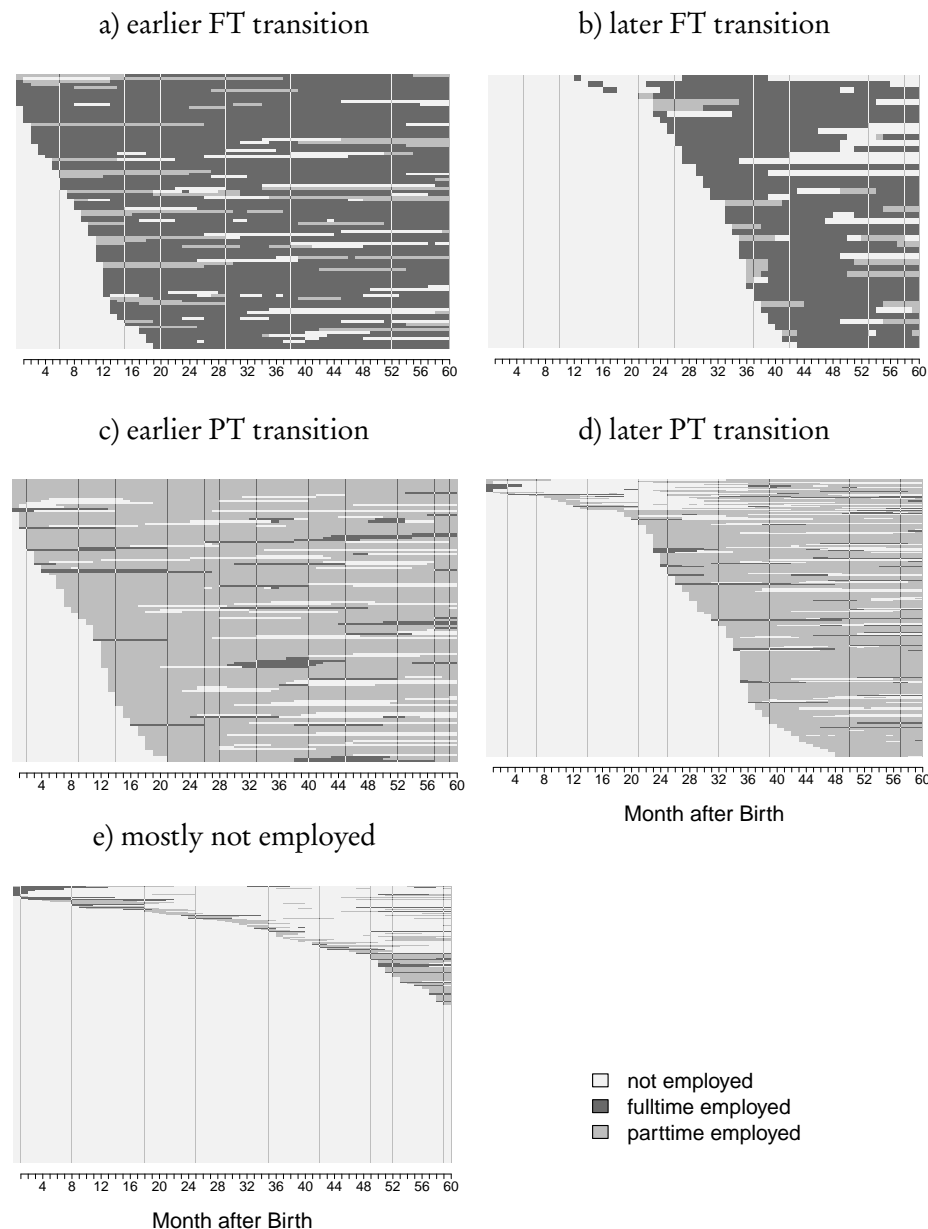 a) earlier FT transition
b) later FT transition
4 8 12 16 20 24 28 32 36 40 44 48 52 56 60
4 8 12 16 20 24 28 32 36 40 44 48 52 56 60
c) earlier PT transition
d) later PT transition
4 8 12 16 20 24 28 32 36 40 44 48 52 56 60
4 8 12 16 20 24 28 32 36 40 44 48 52 56 60
Month after Birth
e) mostly not employed
not employed
fulltime employed
parttime employed
4 8 12 16 20 24 28 32 36 40 44 48 52 56 60
Month after Birth